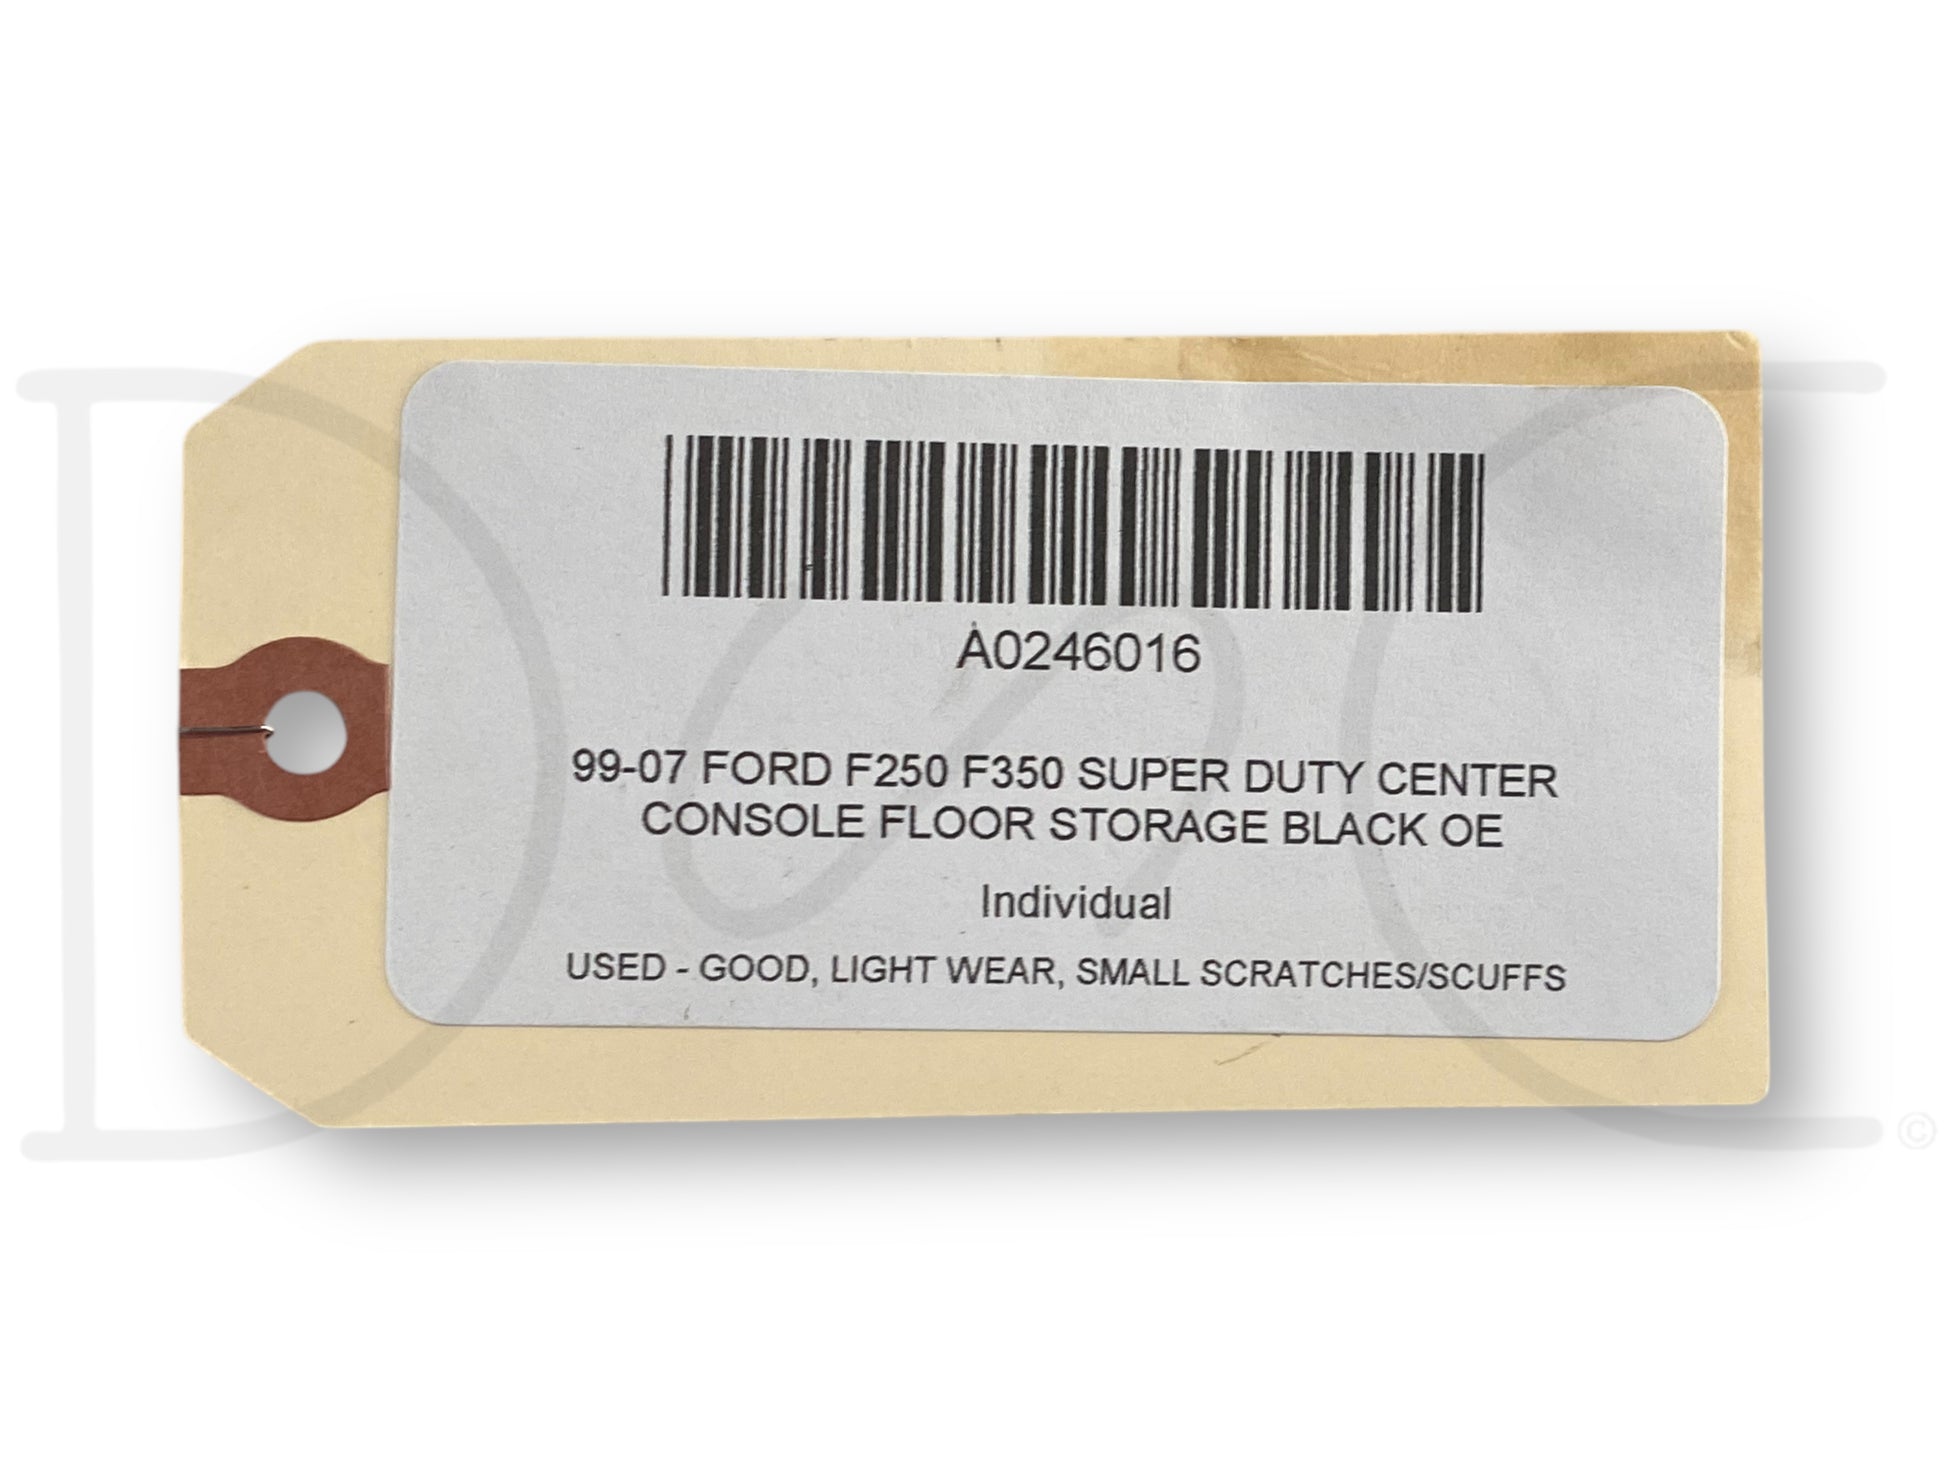 A0246016
99-07 FORD F250 F350 SUPER DUTY CENTER
CONSOLE FLOOR STORAGE BLACK OE
Individual
USED - GOOD, LIGHT WEAR, SMALL SCRATCHES/SCUFFS
©